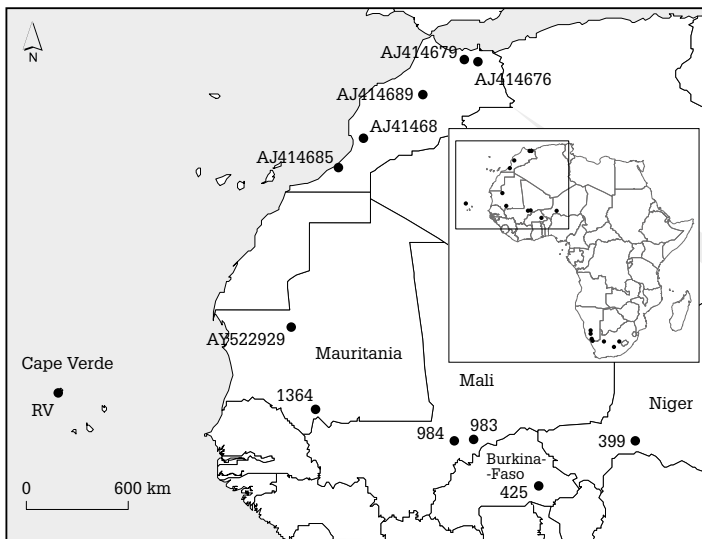 N
AJ414679
AJ414676
AJ414689
AJ41468
AJ414685
AY522929
Mauritania
Cape Verde
RV
1364
Mali
Niger
984
983
399
Burkina-
-Faso
425
0 600 km